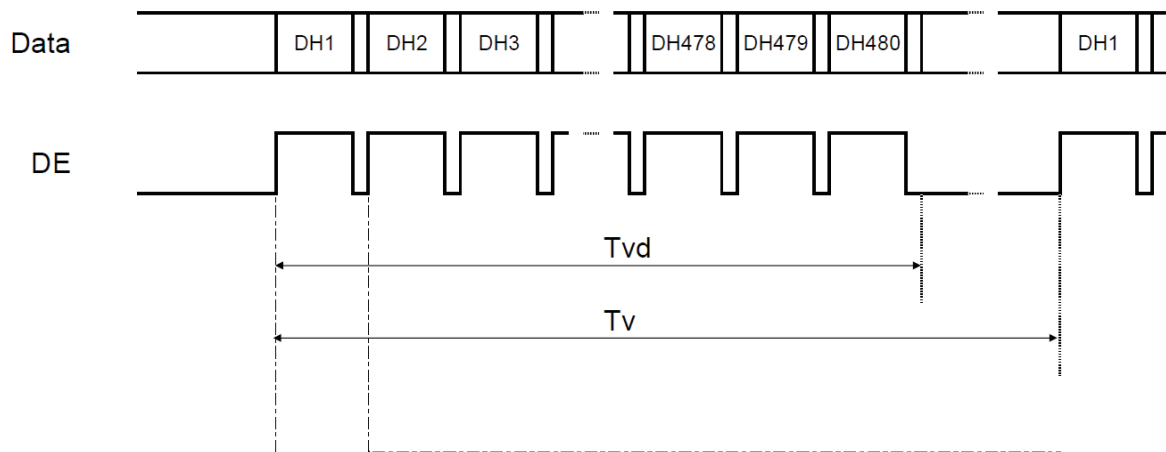 Data
DH1 DH2 DH3 DH478 DH479 DH480 DH1
DE
Tvd
Tv